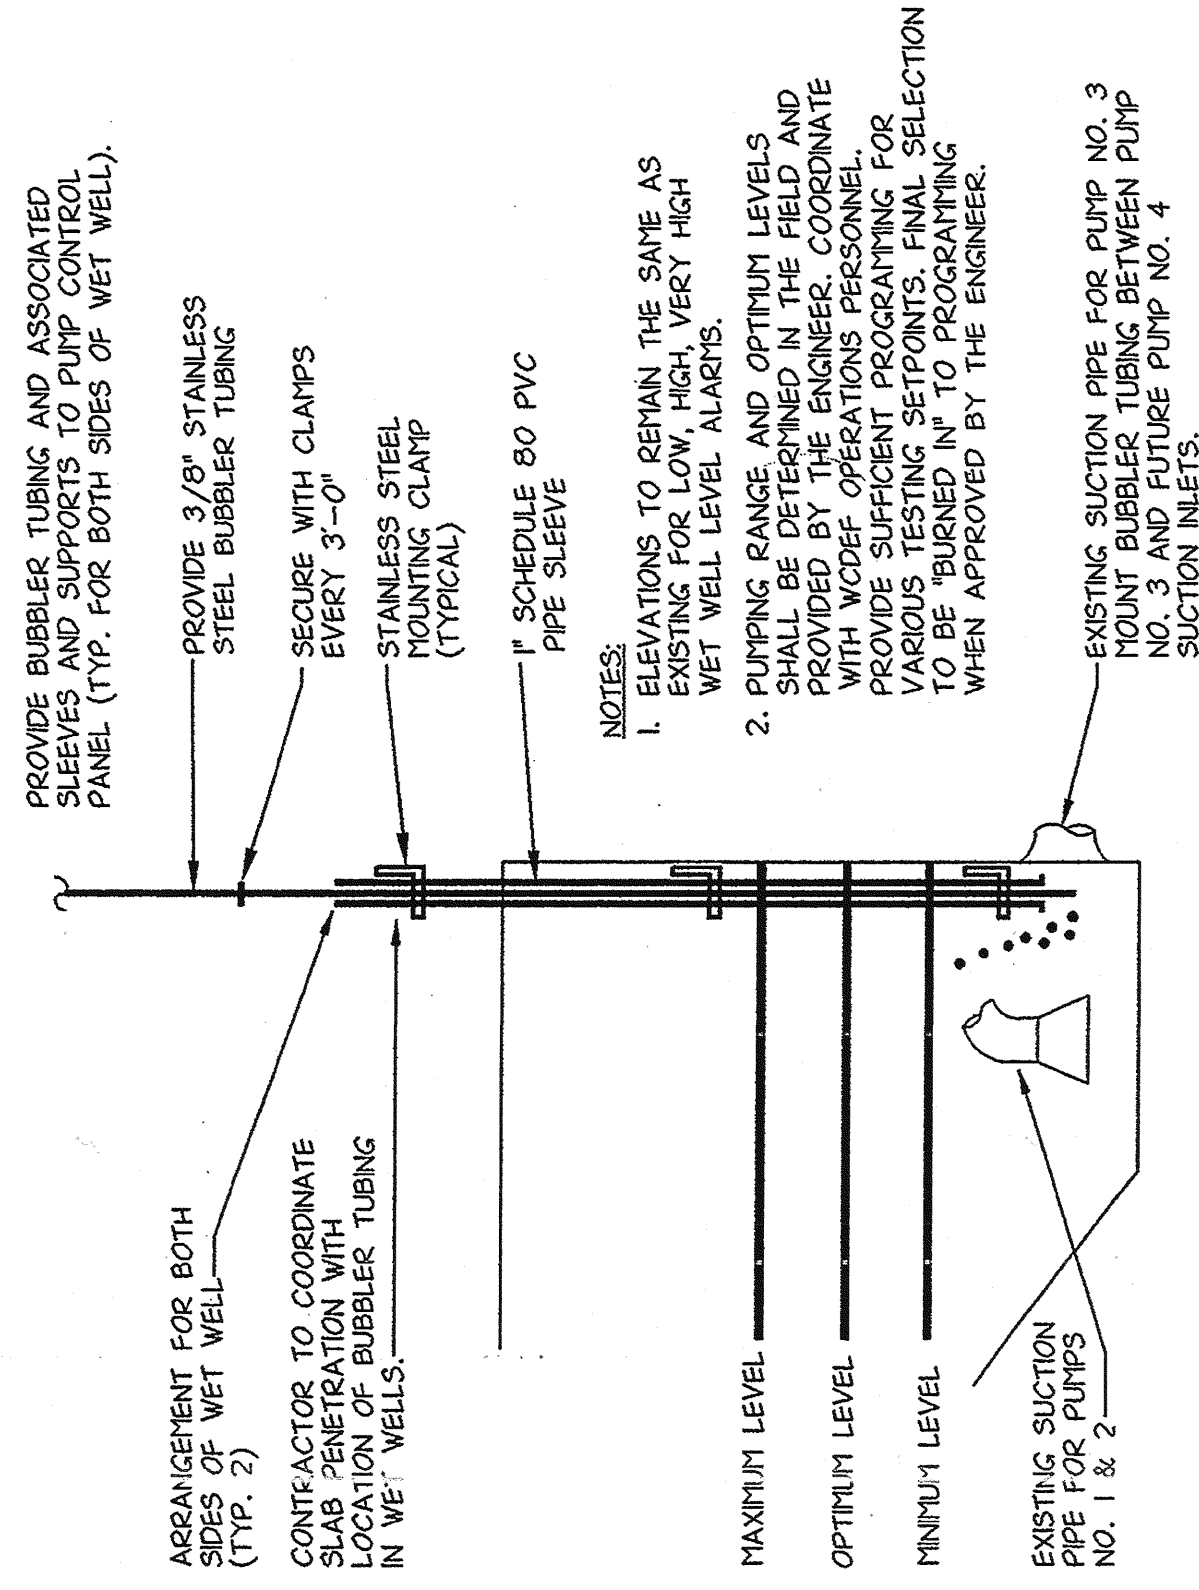 PROVIDE BUBBLER TUBING AND ASSOCIATED
SLEEVES AND SUPPORTS TO PUMP CONTROL
PANEL (TYP. FOR BOTH SIDES OF WET WELL).
PROVIDE 3/8" STAINLESS
STEEL BUBBLER TUBING
SECURE WITH CLAMPS
EVERY 3'-0"
STAINLESS STEEL
MOUNTING CLAMP
(TYPICAL)
1" SCHEDULE 80 PVC
PIPE SLEEVE
ARRANGEMENT FOR BOTH
SIDES OF WET WELL
(TYP. 2)
CONTRACTOR TO COORDINATE
SLAB PENETRATION WITH
LOCATION OF BUBBLER TUBING
IN WET WELLS.
NOTES:
1. ELEVATIONS TO REMAIN THE SAME AS
EXISTING FOR LOW, HIGH, VERY HIGH
WET WELL LEVEL ALARMS.
2. PUMPING RANGE AND OPTIMUM LEVELS
SHALL BE DETERMINED IN THE FIELD AND
PROVIDED BY THE ENGINEER. COORDINATE
WITH WCDEF OPERATIONS PERSONNEL.
PROVIDE SUFFICIENT PROGRAMMING FOR
VARIOUS TESTING SETPOINTS. FINAL SELECTION
TO BE "BURNED IN" TO PROGRAMMING
WHEN APPROVED BY THE ENGINEER.
MAXIMUM LEVEL
OPTIMUM LEVEL
MINIMUM LEVEL
EXISTING SUCTION
PIPE FOR PUMPS
NO. 1 & 2
EXISTING SUCTION PIPE FOR PUMP NO. 3
MOUNT BUBBLER TUBING BETWEEN PUMP
NO. 3 AND FUTURE PUMP NO. 4
SUCTION INLETS.